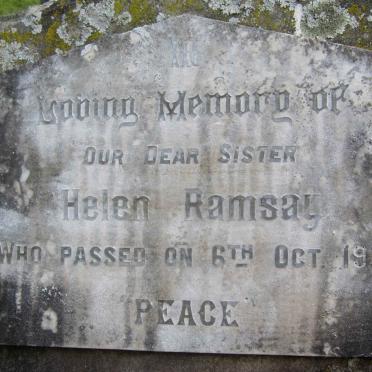 Loving Memory of
Our Dear Sister
Helen Ramsay
Who passed on 6th Oct. 19
"PEACE"